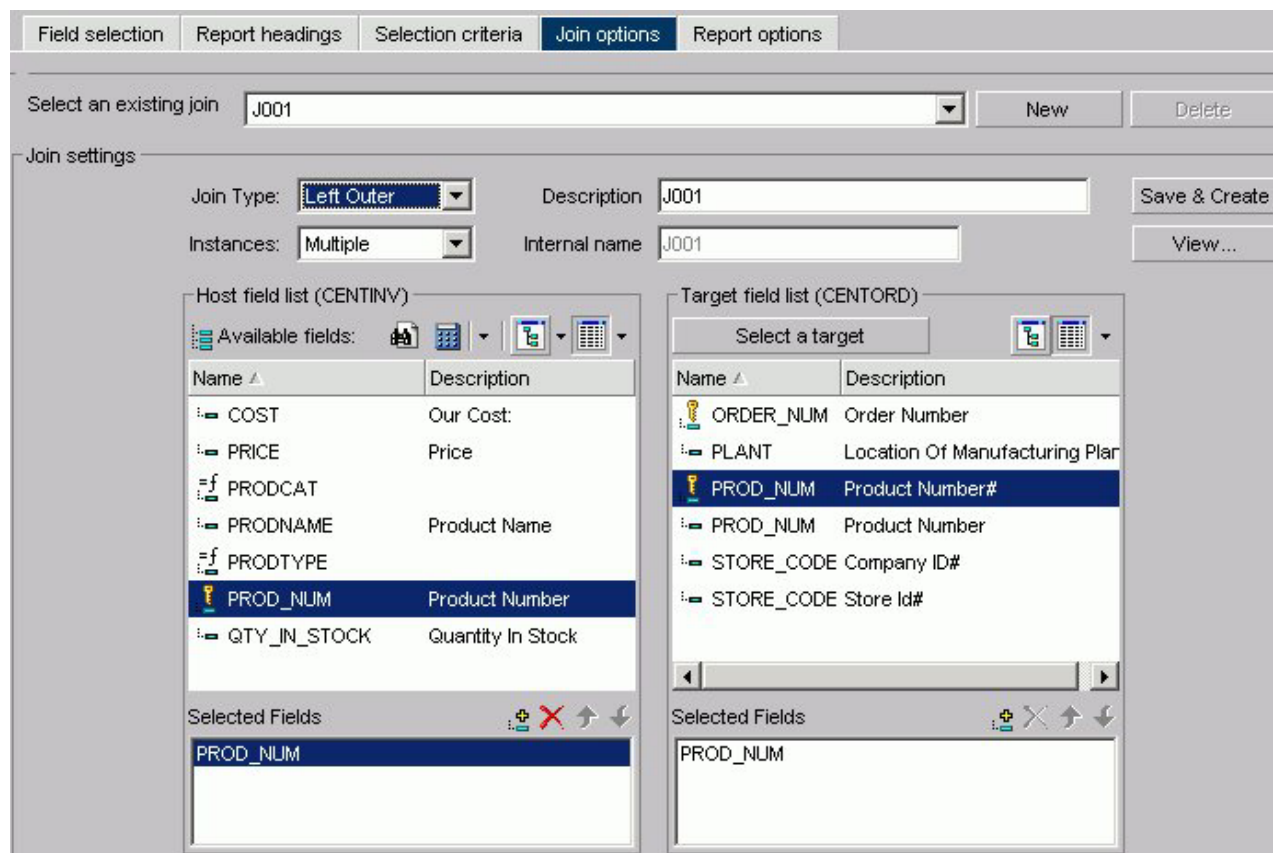 Field selection Report headings Selection criteria Join options Report options
Select an existing join J001 New Delete
Join settings
Join Type: Left Outer Description J001 Save & Create
Instances: Multiple Internal name J001 View...
Host field list (CENTINV) Target field list (CENTORD)
Available fields: Select a target
Name Description Name Description
COST Our Cost: ORDER_NUM Order Number
PRICE Price PLANT Location Of Manufacturing Plan
PRODCAT PROD_NUM Product Number#
PRODNAME Product Name PROD_NUM Product Number
PRODTYPE STORE_CODE Company ID#
PROD_NUM Product Number STORE_CODE Store Id#
QTY_IN_STOCK Quantity In Stock
Selected Fields Selected Fields
PROD_NUM PROD_NUM